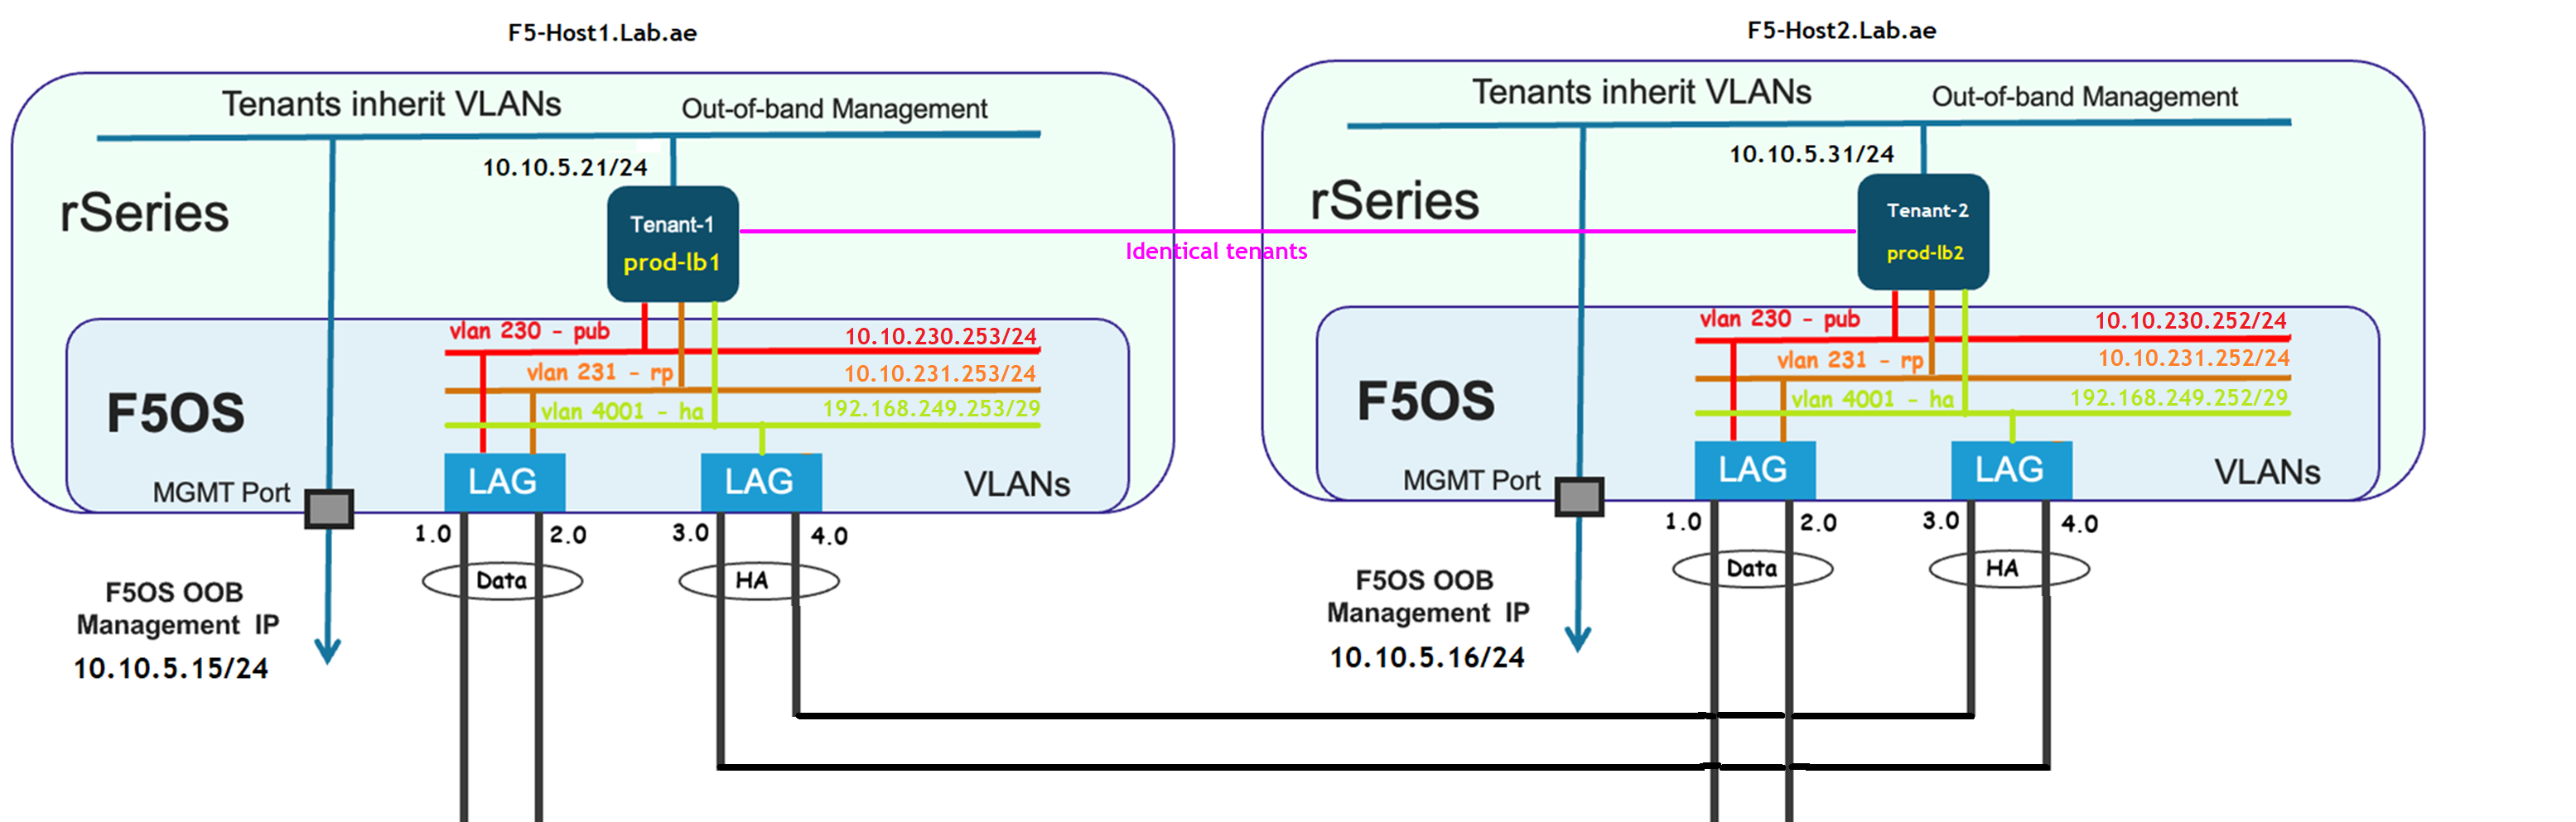 F5-Host1.Lab.ae
Tenants inherit VLANs
Out-of-band Management
10.10.5.21/24
rSeries
Tenant-1
prod-lb1
vlan 230 - pub
10.10.230.253/24
vlan 231 - rp
10.10.231.253/24
F5OS
vlan 4001 - ha
192.168.249.253/29
MGMT Port
LAG
LAG
VLANs
1.0
2.0
3.0
4.0
Data
HA
F5OS OOB
Management IP
10.10.5.15/24
Identical tenants
F5-Host2.Lab.ae
Tenants inherit VLANs
Out-of-band Management
10.10.5.31/24
rSeries
Tenant-2
prod-lb2
vlan 230 - pub
10.10.230.252/24
vlan 231 - rp
10.10.231.252/24
F5OS
vlan 4001 - ha
192.168.249.252/29
MGMT Port
LAG
LAG
VLANs
1.0
2.0
3.0
4.0
Data
HA
F5OS OOB
Management IP
10.10.5.16/24